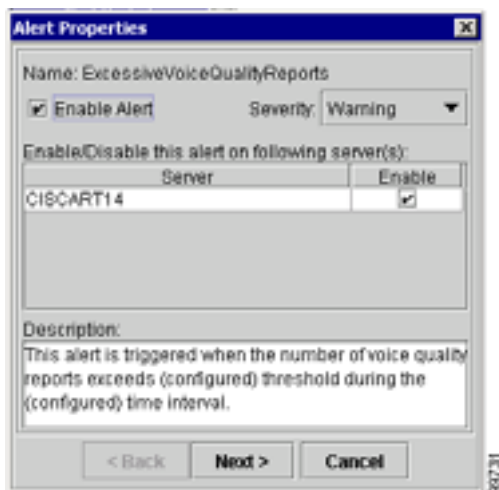 Alert Properties
Name: ExcessiveVoiceQualityReports
Enable Alert Severity: Warning
Enable/Disable this alert on following server(s):
Server Enable
CISCART14
Description:
This alert is triggered when the number of voice quality
reports exceeds (configured) threshold during the
(configured) time interval.
< Back Next > Cancel